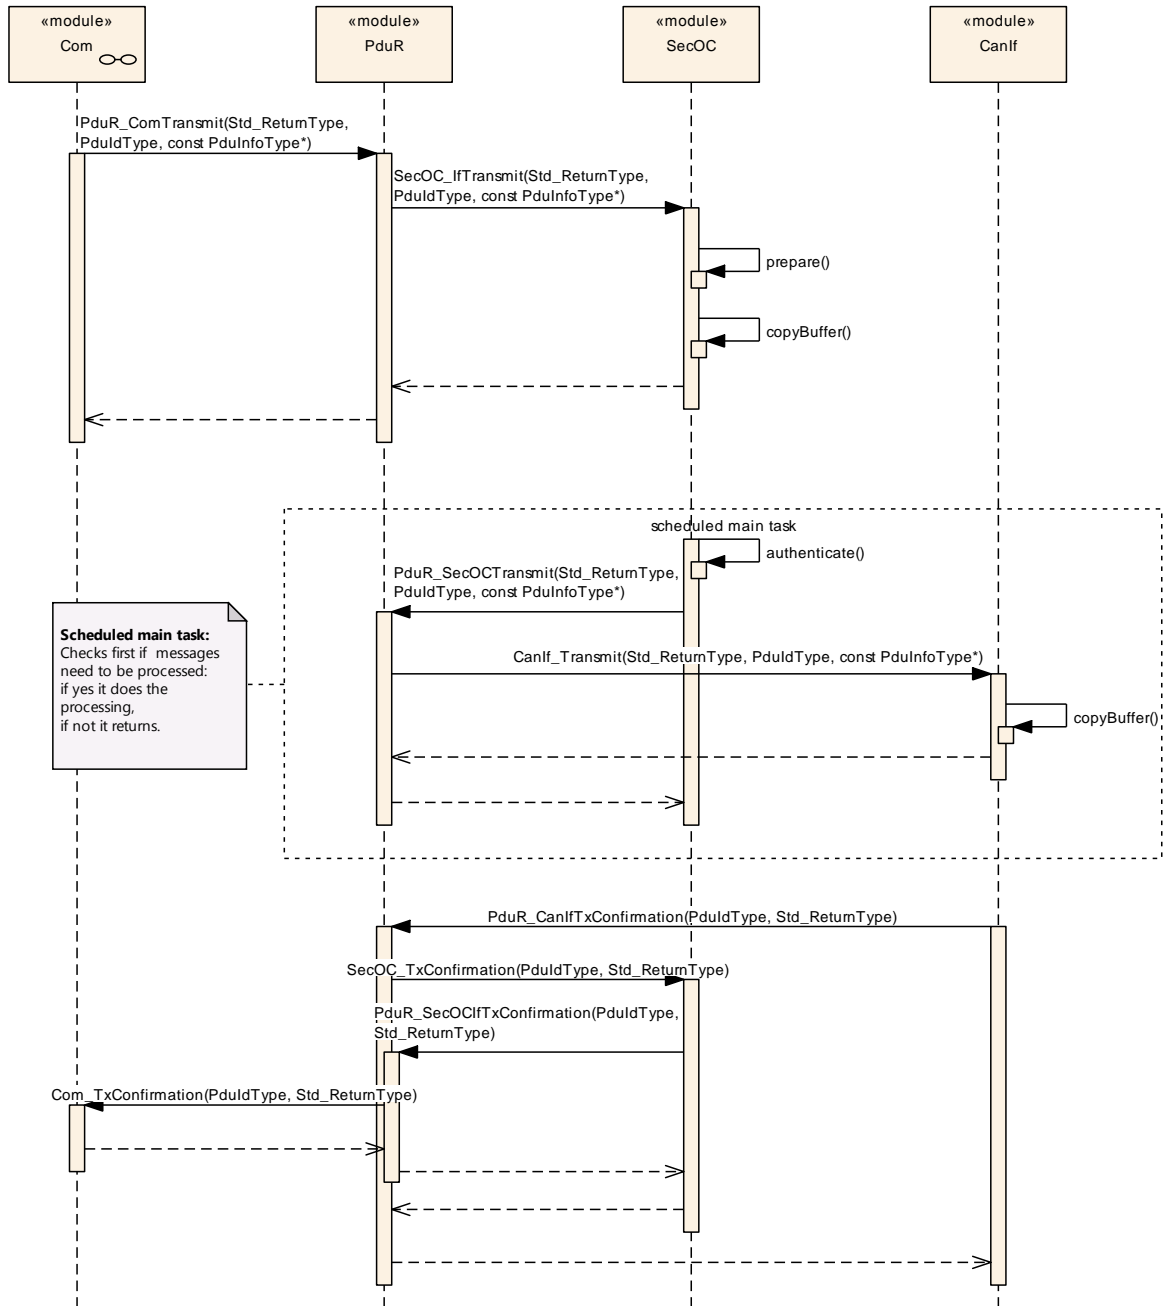 «module»
Com
«module»
PduR
«module»
SecOC
«module»
CanIf
PduR_ComTransmit(Std_ReturnType,
PduIdType, const PduInfoType*)
SecOC_IfTransmit(Std_ReturnType,
PduIdType, const PduInfoType*)
prepare()
copyBuffer()
scheduled main task
authenticate()
PduR_SecOCTransmit(Std_ReturnType,
PduIdType, const PduInfoType*)
Scheduled main task:
Checks first if messages
need to be processed:
if yes it does the
processing,
if not it returns.
CanIf_Transmit(Std_ReturnType, PduIdType, const PduInfoType*)
copyBuffer()
PduR_CanIfTxConfirmation(PduIdType, Std_ReturnType)
SecOC_TxConfirmation(PduIdType, Std_ReturnType)
PduR_SecOCIfTxConfirmation(PduIdType,
Std_ReturnType)
Com_TxConfirmation(PduIdType, Std_ReturnType)